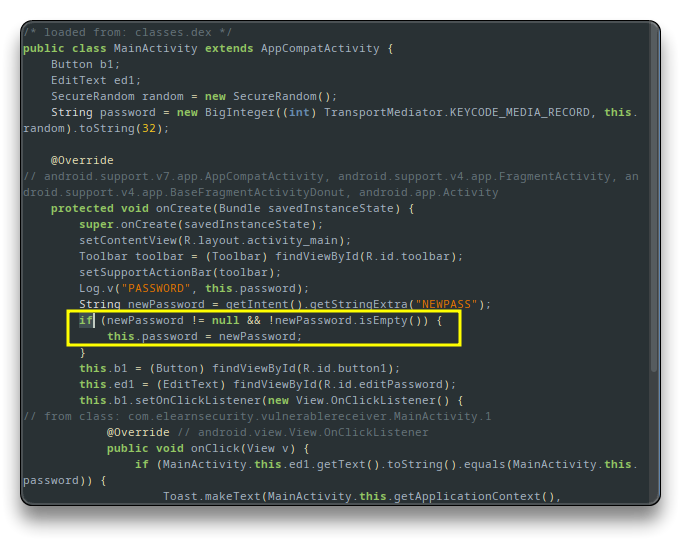 /* loaded from: classes.dex */
public class MainActivity extends AppCompatActivity {
    Button b1;
    EditText ed1;
    SecureRandom random = new SecureRandom();
    String password = new BigInteger((int) TransportMediator.KEYCODE_MEDIA_RECORD, this.
random).toString(32);

    @Override
// android.support.v7.app.AppCompatActivity, android.support.v4.app.FragmentActivity, an
droid.support.v4.app.BaseFragmentActivityDonut, android.app.Activity
    protected void onCreate(Bundle savedInstanceState) {
        super.onCreate(savedInstanceState);
        setContentView(R.layout.activity_main);
        Toolbar toolbar = (Toolbar) findViewById(R.id.toolbar);
        setSupportActionBar(toolbar);
        Log.v("PASSWORD", this.password);
        String newPassword = getIntent().getStringExtra("NEWPASS");
        if (newPassword != null && !newPassword.isEmpty()) {
            this.password = newPassword;
        }
        this.b1 = (Button) findViewById(R.id.button1);
        this.ed1 = (EditText) findViewById(R.id.editPassword);
        this.b1.setOnClickListener(new View.OnClickListener() {
// from class: com.elearnsecurity.vulnerablereceiver.MainActivity.1
            @Override // android.view.View.OnClickListener
            public void onClick(View v) {
                if (MainActivity.this.ed1.getText().toString().equals(MainActivity.this.
password)) {
                    Toast.makeText(MainActivity.this.getApplicationContext(),